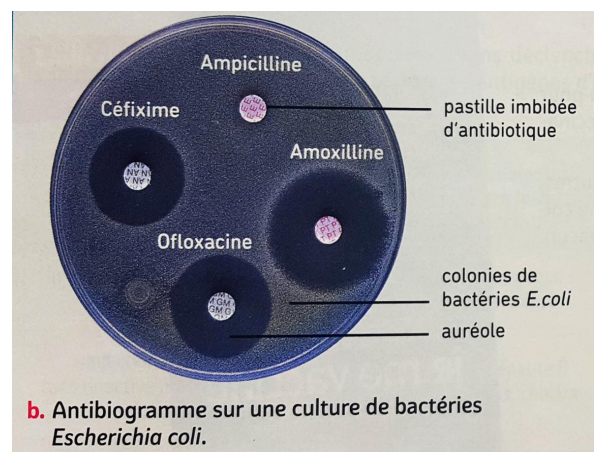 Ampicilline
Céfixime
pastille imbibée
d'antibiotique
Amoxilline
Ofloxacine
colonies de
bactéries E.coli
auréole
b. Antibiogramme sur une culture de bactéries
Escherichia coli.